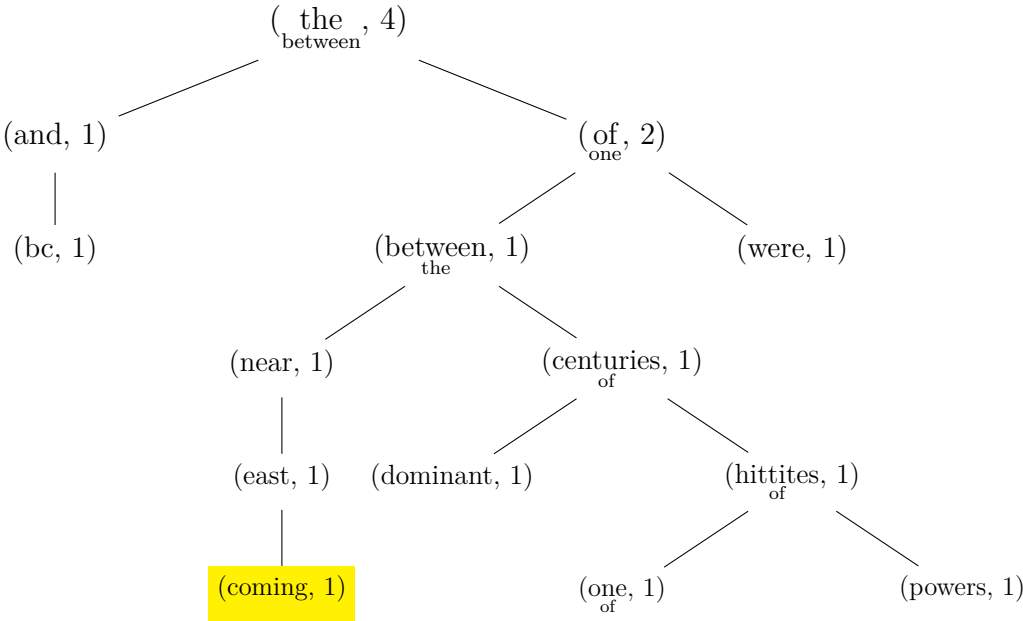 (the, 4)
between
(and, 1)
(of, 2)
one
(bc, 1)
(between, 1)
the
(were, 1)
(near, 1)
(centuries, 1)
of
(east, 1)
(dominant, 1)
(hittites, 1)
of
(coming, 1)
(one, 1)
of
(powers, 1)